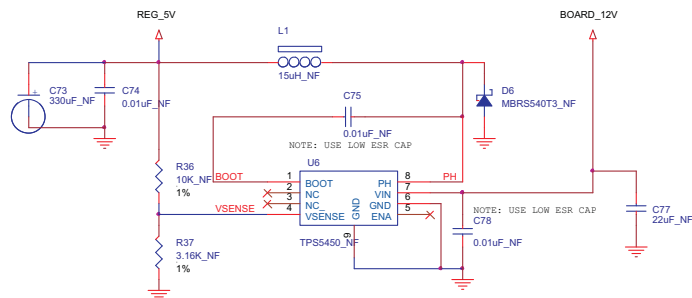 REG_5V
BOARD_12V
L1
15uH_NF
C73
330uF_NF
C74
0.01uF_NF
C75
0.01uF_NF
NOTE: USE LOW ESR CAP
D6
MBRS540T3_NF
U6
BOOT
1
BOOT
2
NC
3
NC_
4
VSENSE
VSENSE
8
PH
PH
7
VIN
6
GND
5
ENA
GND
9
TPS5450_NF
R36
10K_NF
1%
R37
3.16K_NF
1%
NOTE: USE LOW ESR CAP
C78
0.01uF_NF
C77
22uF_NF
+